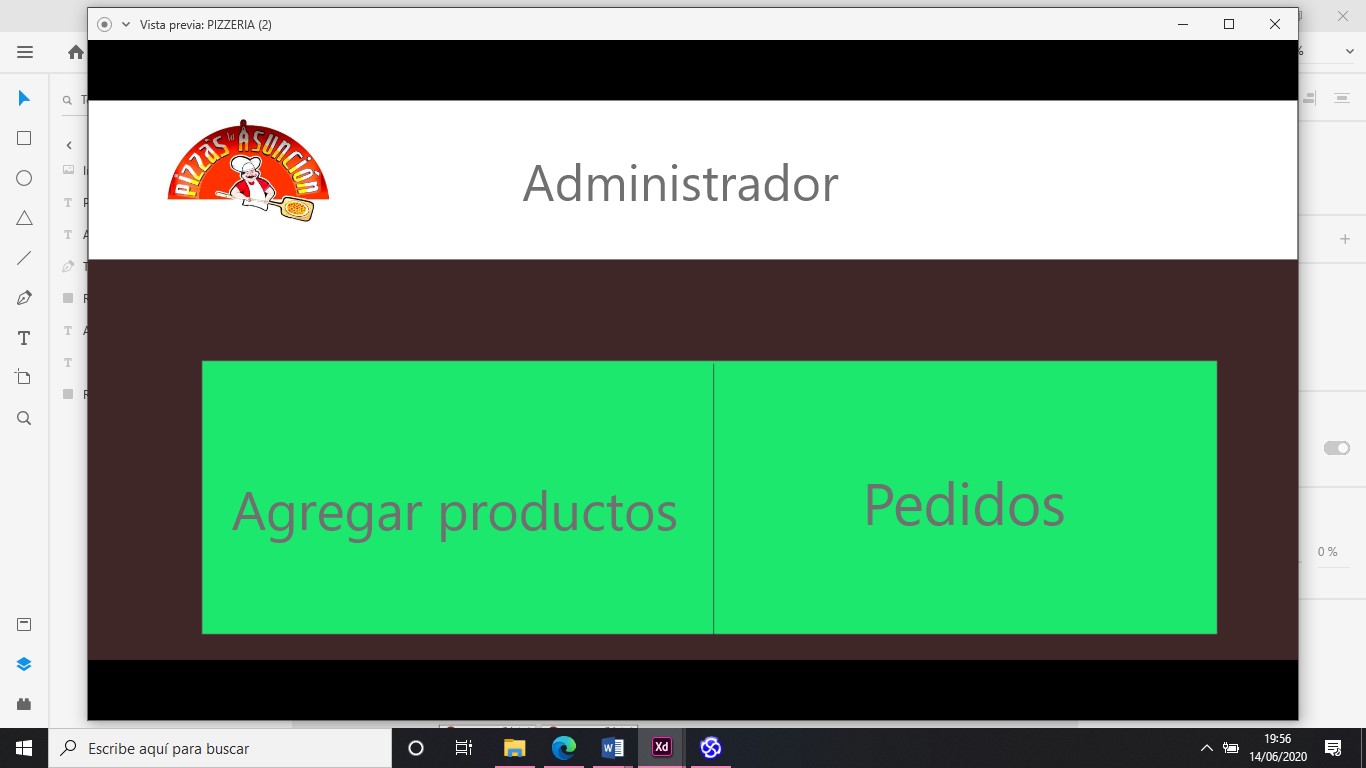 Vista previa: PIZZERIA (2)
%
T
Pizzas la Asunción
Administrador
I
P
A
T
R
A
R
Agregar productos
Pedidos
0 %
Escribe aquí para buscar
W
Xd
19:56
14/06/2020